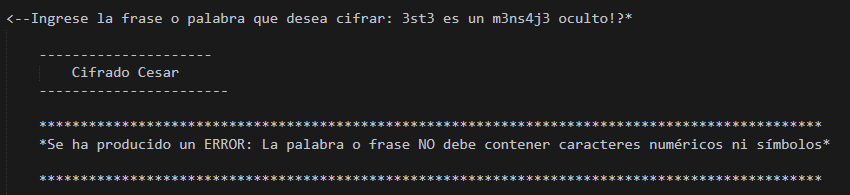 <--Ingrese la frase o palabra que desea cifrar: 3st3 es un m3ns4j3 oculto!?*
---------------------
Cifrado Cesar
-----------------------
***********************************************************************************************
*Se ha producido un ERROR: La palabra o frase NO debe contener caracteres numéricos ni símbolos*
***********************************************************************************************